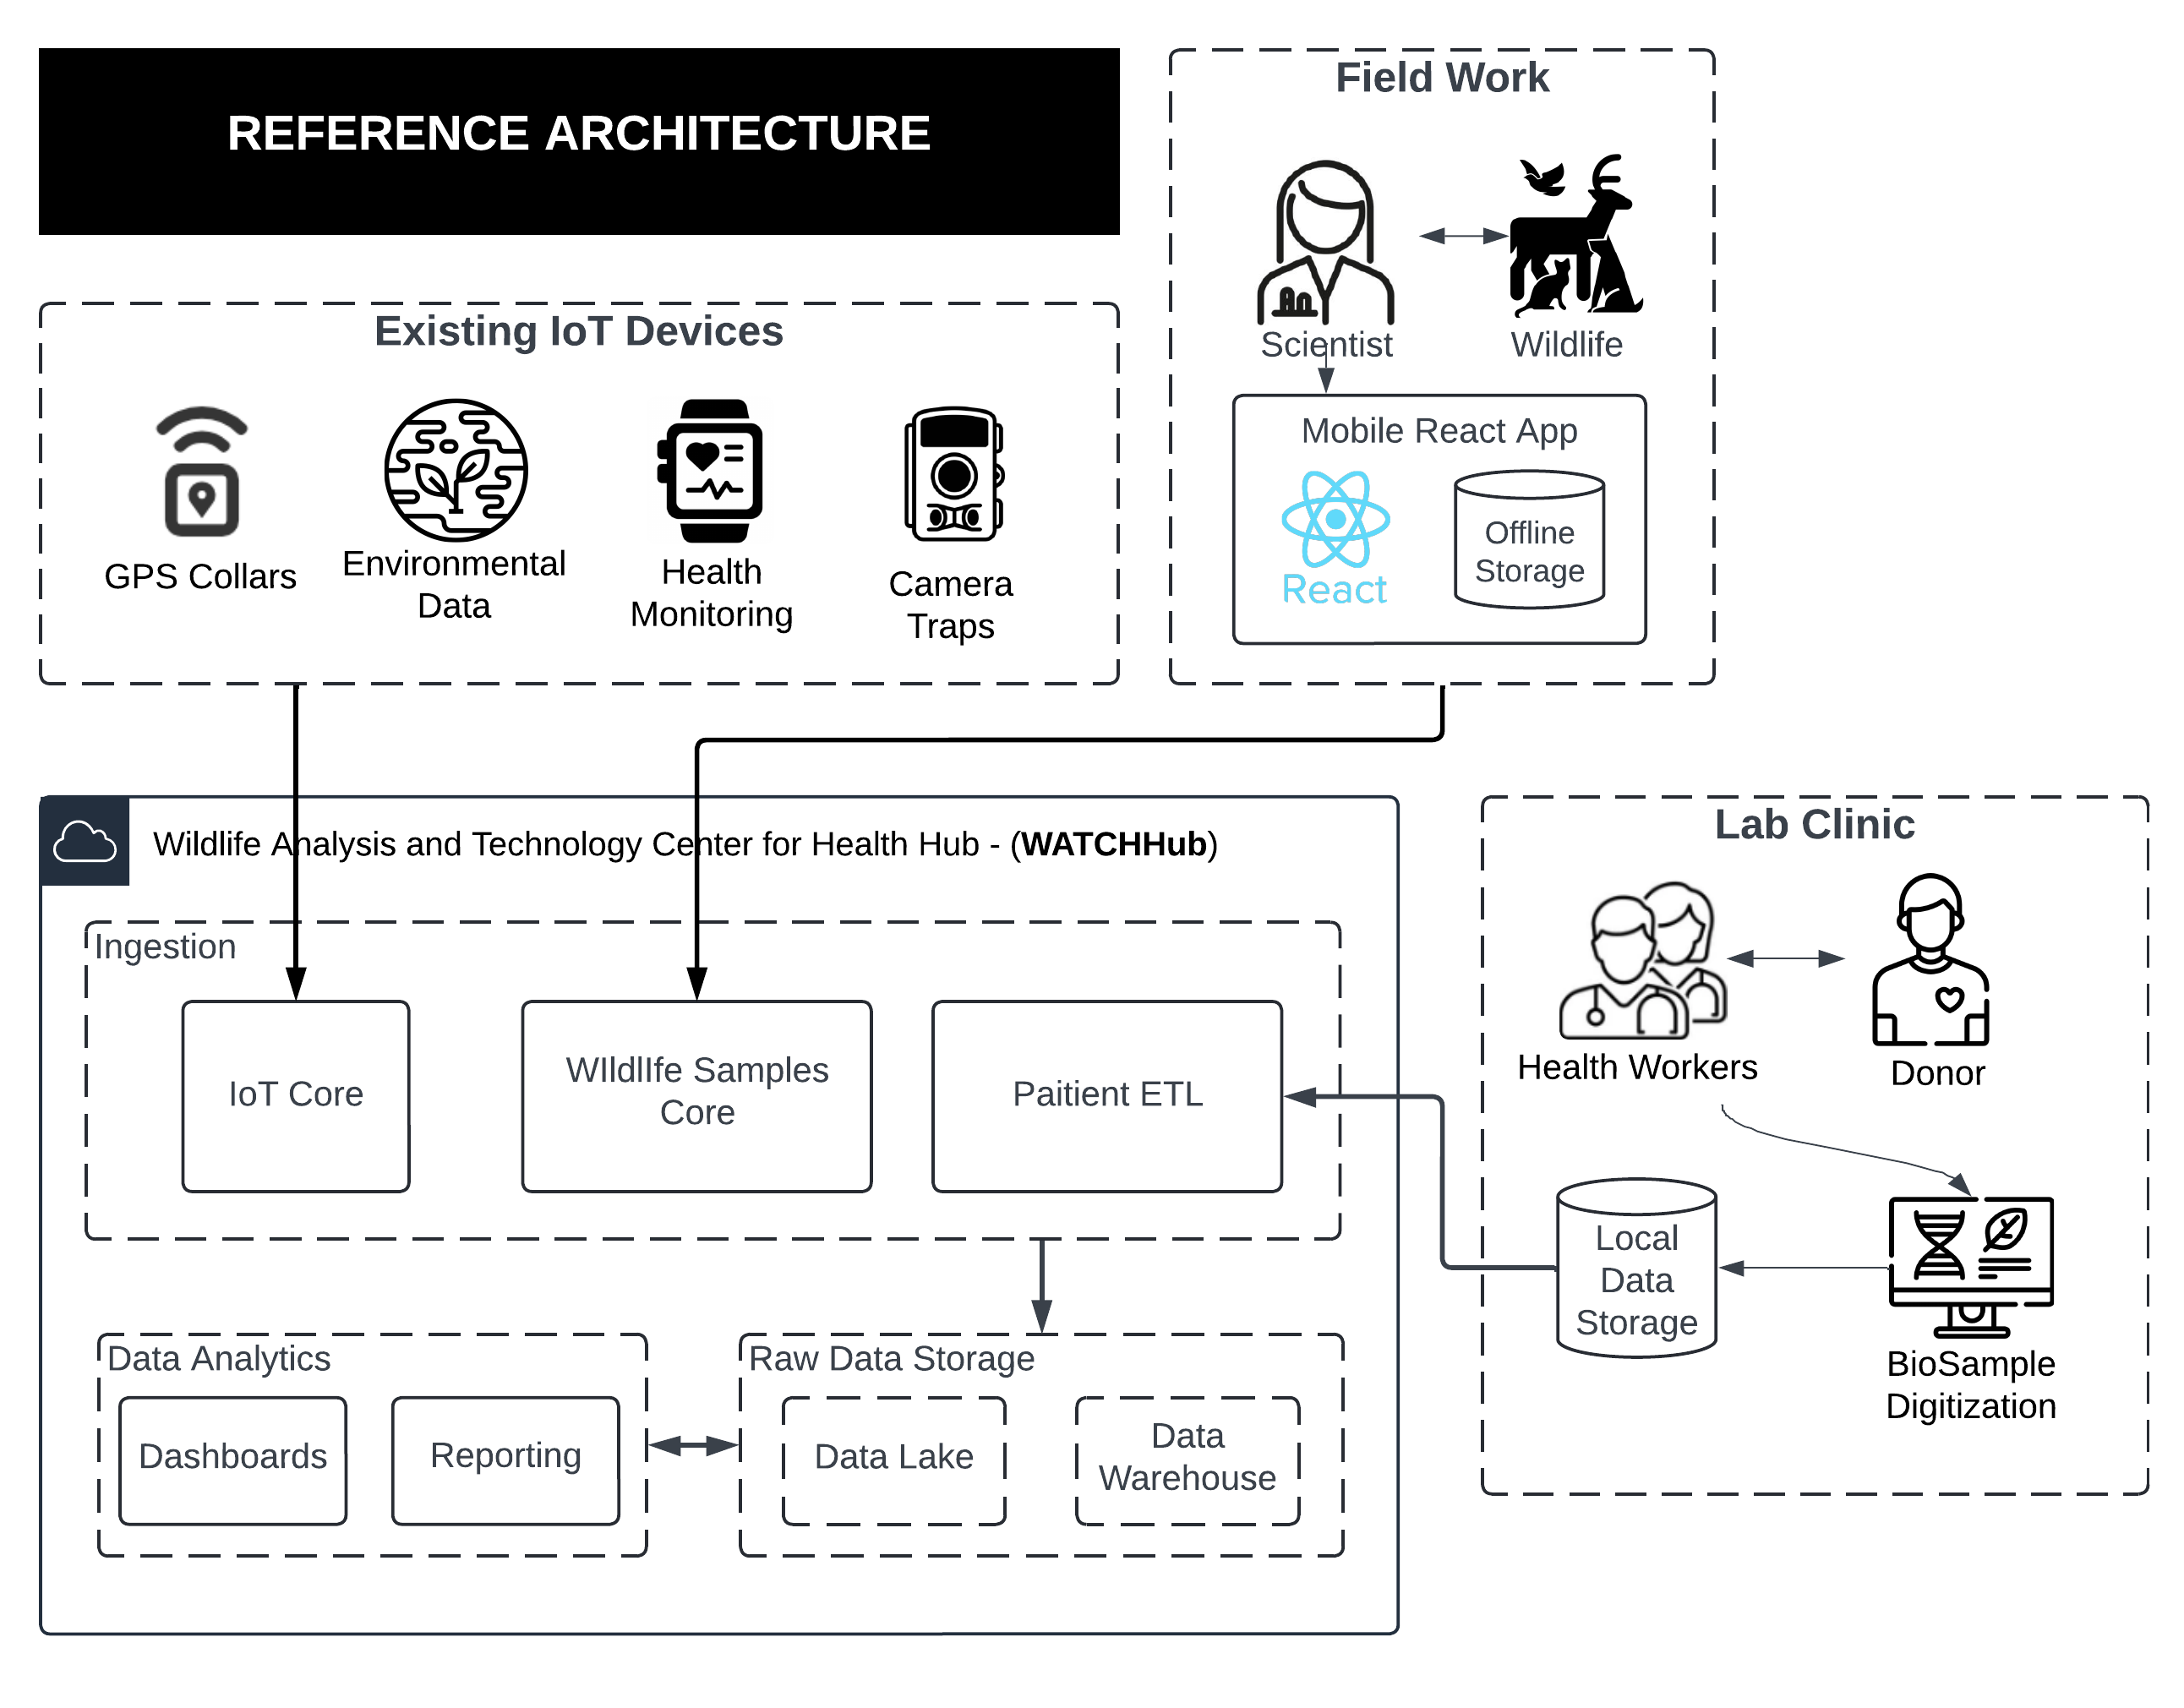 REFERENCE ARCHITECTURE
Field Work
Scientist
Wildlife
Mobile React App
React
Offline
Storage
Existing IoT Devices
GPS Collars
Environmental
Data
Health
Monitoring
Camera
Traps
Wildlife Analysis and Technology Center for Health Hub - (WATCHHub)
Ingestion
IoT Core
WIldlIfe Samples
Core
Paitient ETL
Data Analytics
Dashboards
Reporting
Raw Data Storage
Data Lake
Data
Warehouse
Lab Clinic
Health Workers
Donor
Local
Data
Storage
BioSample
Digitization